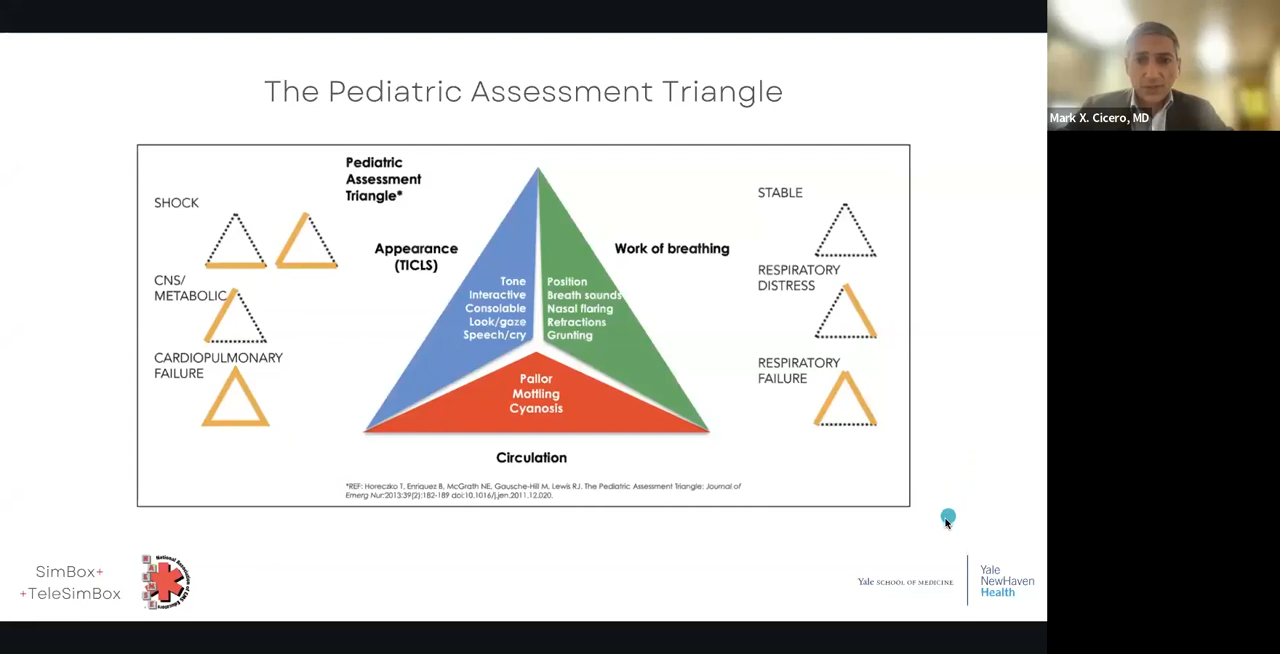 The Pediatric Assessment Triangle
Mark X. Cicero, MD
Pediatric
Assessment
Triangle*
SHOCK
CNS/
METABOLIC
CARDIOPULMONARY
FAILURE
Appearance
(TICLS)
Tone
Interactive
Consolable
Look/gaze
Speech/cry
Work of breathing
Position
Breath sounds
Nasal flaring
Retractions
Grunting
Pallor
Mottling
Cyanosis
Circulation
STABLE
RESPIRATORY
DISTRESS
RESPIRATORY
FAILURE
*REF: Horeczko T, Enriquez B, McGrath NE, Gausche-Hill M, Lewis RJ. The Pediatric Assessment Triangle: Journal of
Emerg Nur:2013:39(2):182-189 doi:10.1016/j.jen.2011.12.020.
SimBox+
+TeleSimBox
Yale SCHOOL OF MEDICINE
Yale
NewHaven
Health